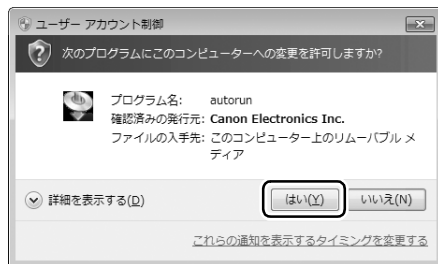 ユーザー アカウント制御
次のプログラムにこのコンピューターへの変更を許可しますか?
プログラム名: autorun
確認済みの発行元: Canon Electronics Inc.
ファイルの入手先: このコンピューター上のリムーバブル メ
ディア
詳細を表示する(D)
はい(Y)
いいえ(N)
これらの通知を表示するタイミングを変更する